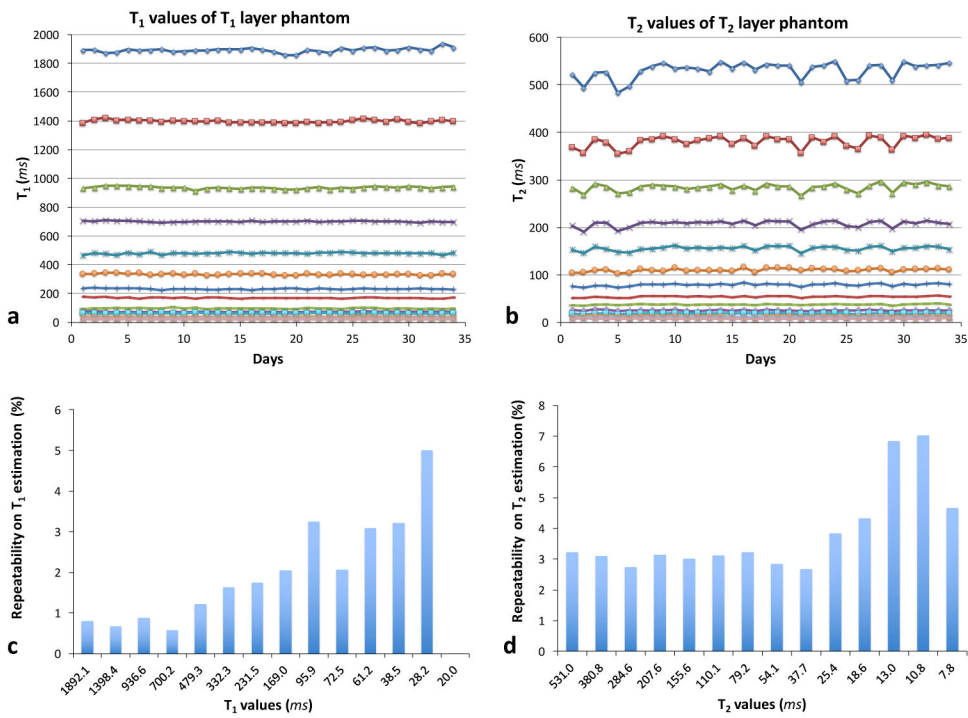 T₁ values of T₁ layer phantom
2000
1800
1600
1400
1200
1000
800
600
400
200
0
T₁ (ms)
0 5 10 15 20 25 30 35
Days
a
T₂ values of T₂ layer phantom
600
500
400
300
200
100
0
T₂ (ms)
0 5 10 15 20 25 30 35
Days
b
Repeatability on T₁ estimation (%)
6
5
4
3
2
1
0
1892.1 1398.4 936.6 700.2 479.3 332.3 231.5 169.0 95.9 72.5 61.2 38.5 28.2 20.0
T₁ values (ms)
c
Repeatability on T₂ estimation (%)
8
7
6
5
4
3
2
1
0
531.0 380.8 284.6 207.6 155.6 110.1 79.2 54.1 37.7 25.4 18.6 13.0 10.8 7.8
T₂ values (ms)
d